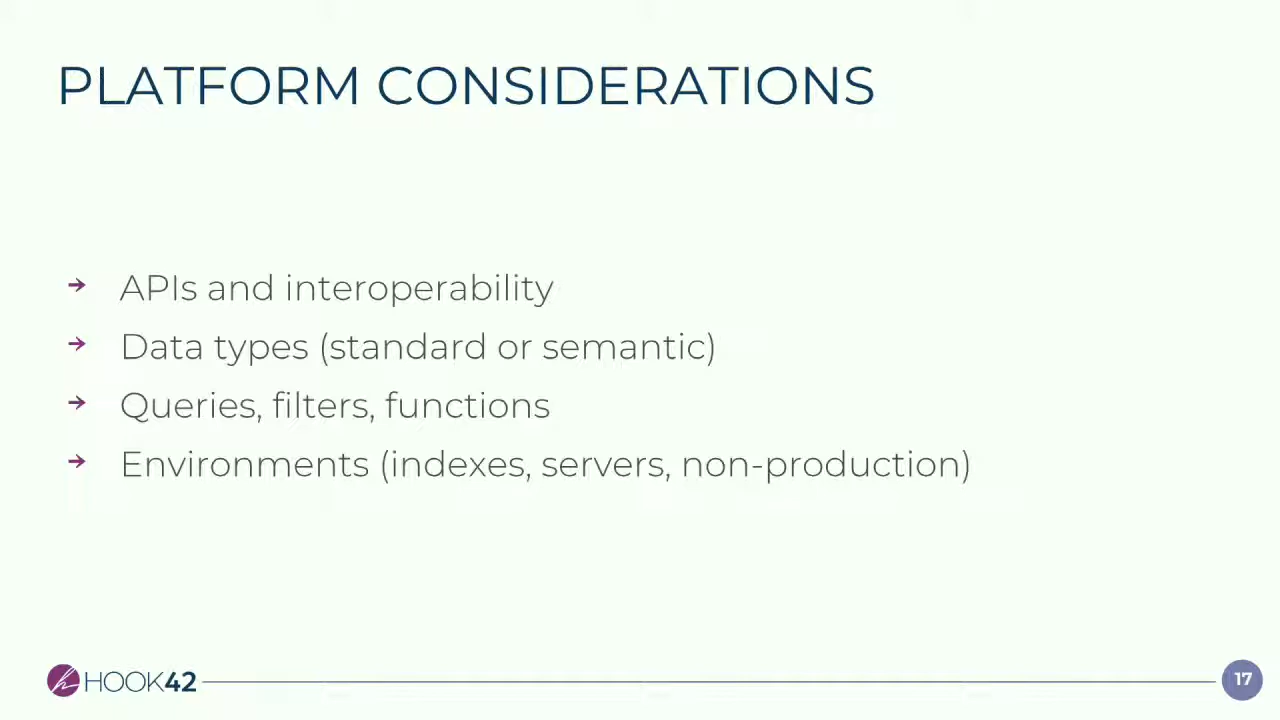 PLATFORM CONSIDERATIONS
→ APIs and interoperability
→ Data types (standard or semantic)
→ Queries, filters, functions
→ Environments (indexes, servers, non-production)
HOOK42
17